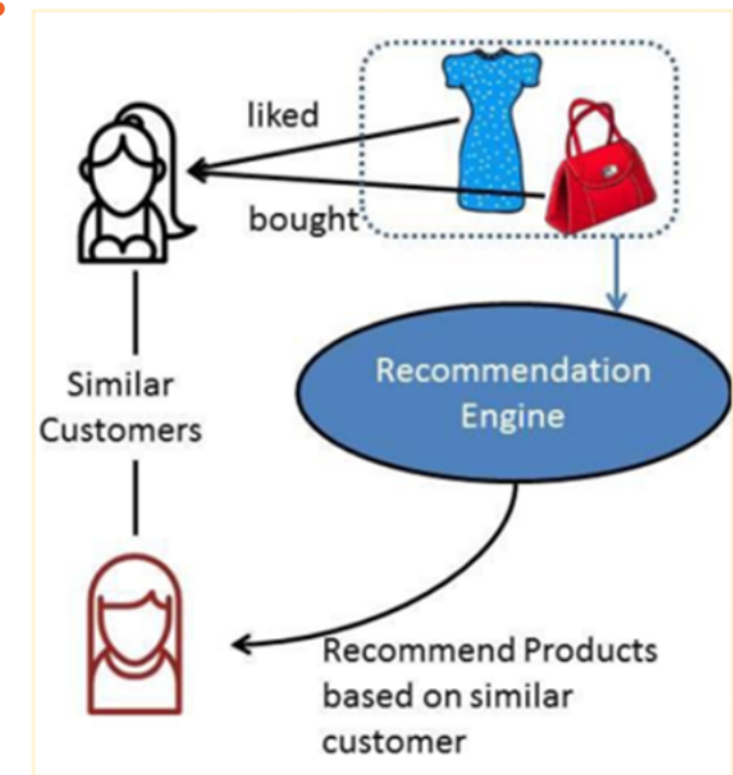 liked
bought
Similar
Customers
Recommendation
Engine
Recommend Products
based on similar
customer